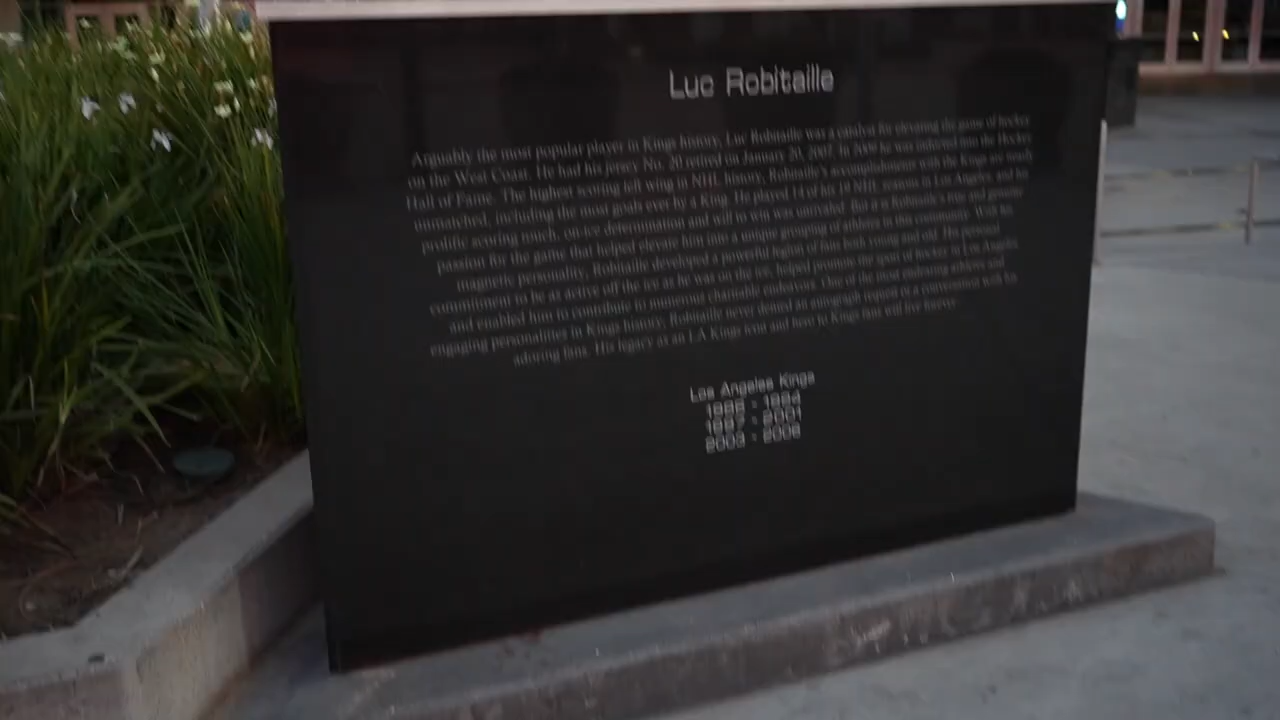 Luc Robitaille
Arguably the most popular player in Kings history, Luc Robitaille was a catalyst for elevating the game of hockey
on the West Coast. He had his jersey No. 20 retired on January 20, 2007. In 2009 he was inducted into the Hockey
Hall of Fame. The highest scoring left wing in NHL history, Robitaille's accomplishments with the Kings are nearly
unmatched, including the most goals ever by a King. He played 14 of his 19 NHL seasons in Los Angeles, and his
prolific scoring touch, on-ice determination and will to win was unrivaled. But it is Robitaille's and genuine
passion for the game that helped elevate him into a unique grouping of athletes in this community. With his
magnetic personality, Robitaille developed a powerful legion of fans both young and old. His personal
commitment to be as active off the ice as he was on the ice, helped promote the sport of hockey in Los Angeles
and enabled him to contribute to numerous charitable endeavors. One of the most enduring athletes and
engaging personalities in Kings history, Robitaille never denied an autograph request or a conversation with his
adoring fans. His legacy as an LA Kings icon and hero to Kings fans will live forever.
Los Angeles Kings
1986 - 1994
1997 - 2001
2003 - 2006